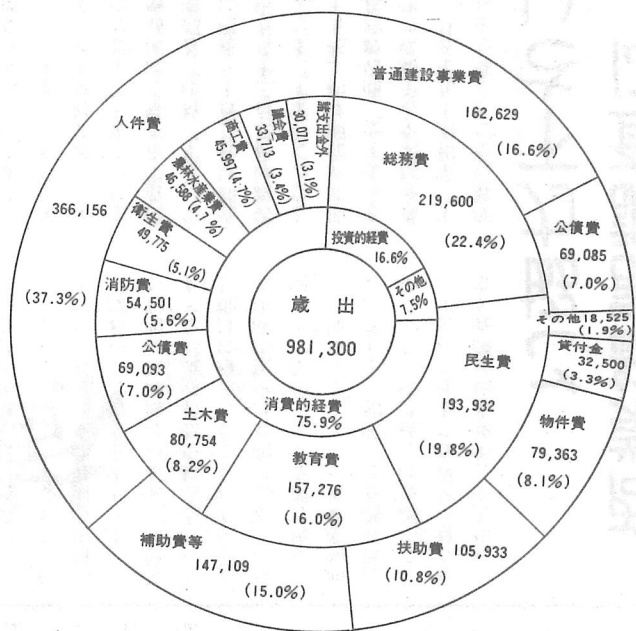 歳出
981,300
投資的経費
16.6%
その他
7.5%
消費的経費
75.9%
総務費
219,600
(22.4%)
民生費
193,932
(19.8%)
教育費
157,276
(16.0%)
土木費
80,754
(8.2%)
公債費
69,093
(7.0%)
消防費
54,501
(5.6%)
衛生費
49,775
(5.1%)
農林水産業費
46,588(4.7%)
商工費
45,997(4.7%)
議会費
33,713 (3.4%)
諸支出金外
30,071 (3.1%)
普通建設事業費
162,629
(16.6%)
公債費
69,085
(7.0%)
その他18,525
(1.9%)
貸付金
32,500
(3.3%)
物件費
79,363
(8.1%)
扶助費 105,933
(10.8%)
補助費等
147,109
(15.0%)
人件費
366,156
(37.3%)